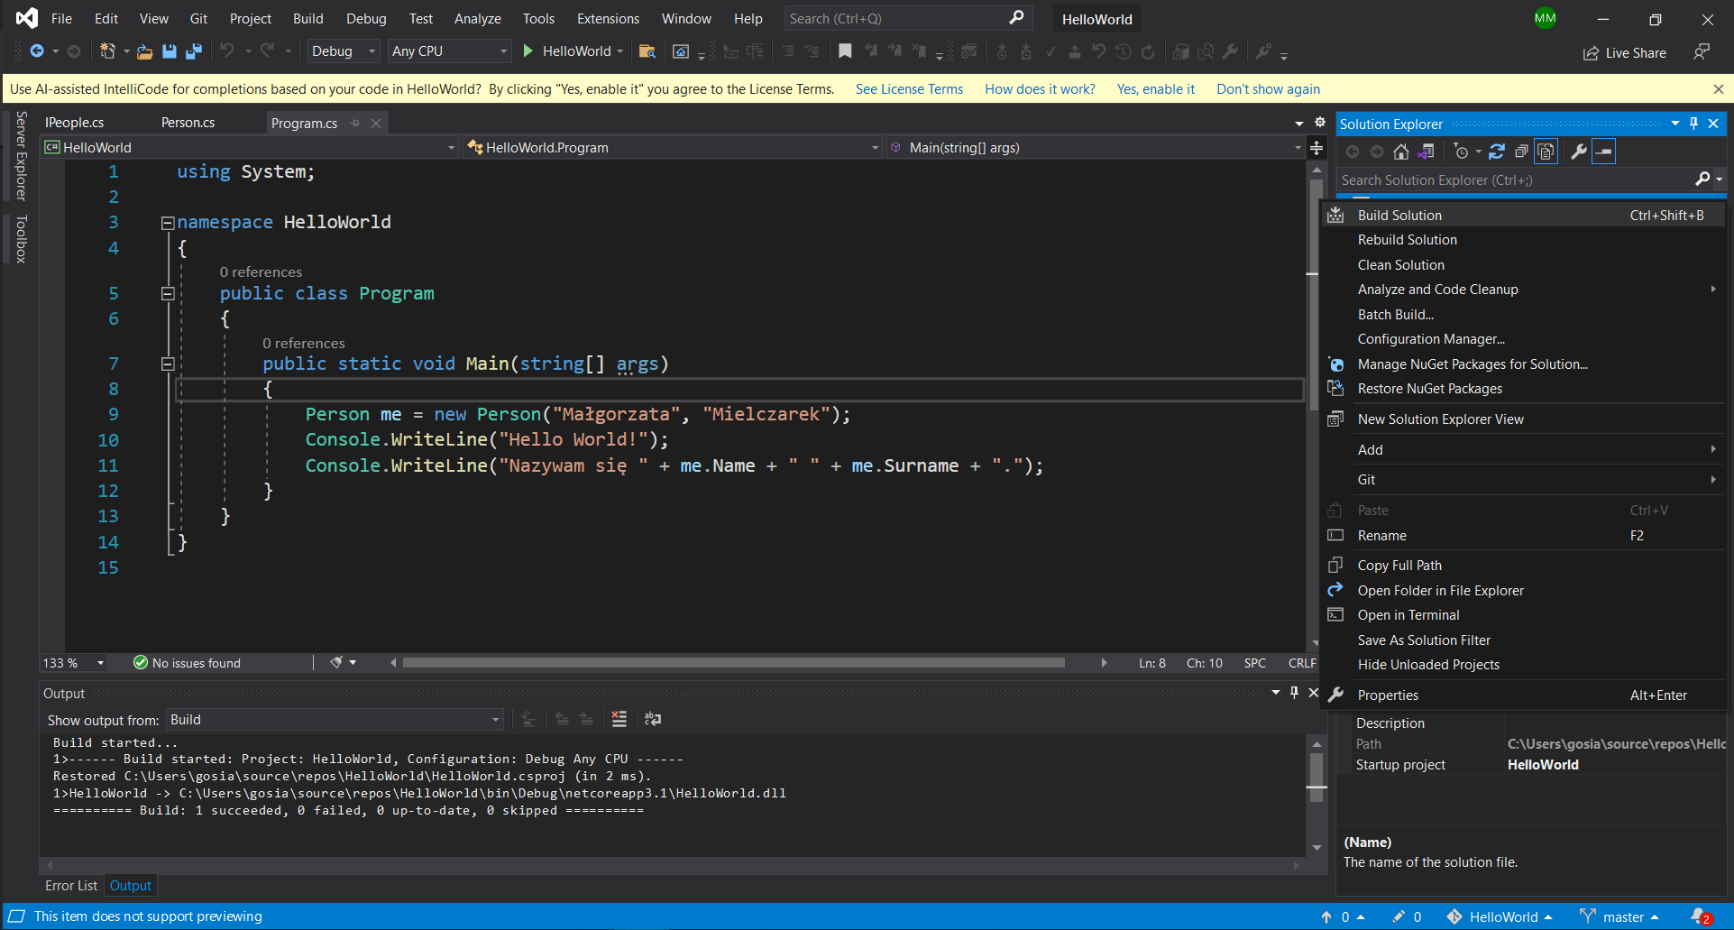 File Edit View Git Project Build Debug Test Analyze Tools Extensions Window Help Search (Ctrl+Q) HelloWorld MM
Debug Any CPU HelloWorld Live Share
Use AI-assisted IntelliCode for completions based on your code in HelloWorld? By clicking "Yes, enable it" you agree to the License Terms. See License Terms How does it work? Yes, enable it Don't show again
Server Explorer
Toolbox
IPeople.cs Person.cs Program.cs
C# HelloWorld HelloWorld.Program Main(string[] args)
1 using System;
2
3 namespace HelloWorld
4 {
0 references
5 public class Program
6 {
0 references
7 public static void Main(string[] args)
8 {
9 Person me = new Person("Małgorzata", "Mielczarek");
10 Console.WriteLine("Hello World!");
11 Console.WriteLine("Nazywam się " + me.Name + " " + me.Surname + ".");
12 }
13 }
14 }
15
133 % No issues found Ln: 8 Ch: 10 SPC CRLF
Output
Show output from: Build
Build started...
1>------ Build started: Project: HelloWorld, Configuration: Debug Any CPU ------
Restored C:\Users\gosia\source\repos\HelloWorld\HelloWorld.csproj (in 2 ms).
1>HelloWorld -> C:\Users\gosia\source\repos\HelloWorld\bin\Debug\netcoreapp3.1\HelloWorld.dll
========== Build: 1 succeeded, 0 failed, 0 up-to-date, 0 skipped ==========
Error List Output
Solution Explorer
Search Solution Explorer (Ctrl+;)
Build Solution Ctrl+Shift+B
Rebuild Solution
Clean Solution
Analyze and Code Cleanup
Batch Build...
Configuration Manager...
Manage NuGet Packages for Solution...
Restore NuGet Packages
New Solution Explorer View
Add
Git
Paste Ctrl+V
Rename F2
Copy Full Path
Open Folder in File Explorer
Open in Terminal
Save As Solution Filter
Hide Unloaded Projects
Properties Alt+Enter
Description
Path C:\Users\gosia\source\repos\Hello
Startup project HelloWorld
(Name)
The name of the solution file.
This item does not support previewing 0 0 HelloWorld master 2